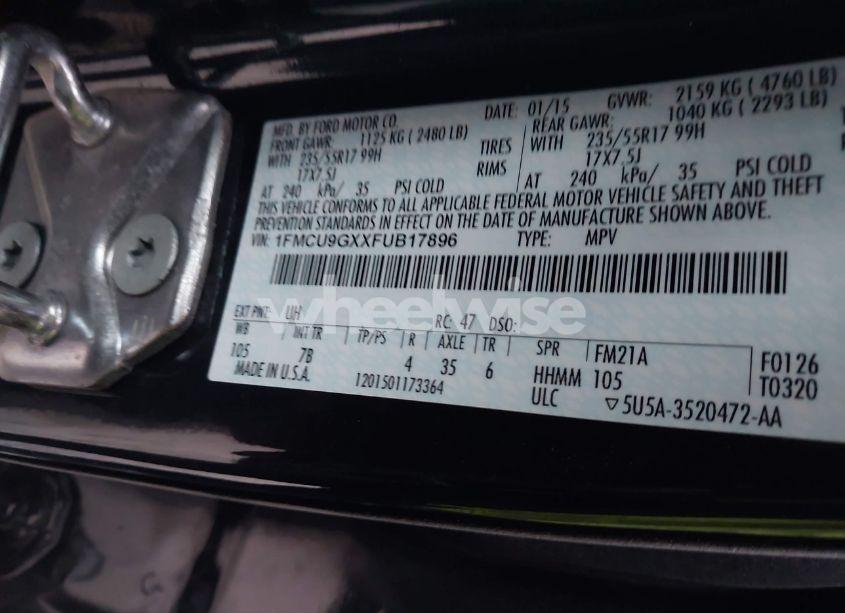 MFD. BY FORD MOTOR CO.
DATE: 01/15 GVWR: 2159 KG ( 4760 LB)
FRONT GAWR: 1125 KG ( 2480 LB)
REAR GAWR: 1040 KG ( 2293 LB)
WITH 235/55R17 99H TIRES WITH 235/55R17 99H
17X7.5J RIMS 17X7.5J
AT 240 kPa/ 35 PSI COLD AT 240 kPa/ 35 PSI COLD
THIS VEHICLE CONFORMS TO ALL APPLICABLE FEDERAL MOTOR VEHICLE SAFETY AND THEFT
PREVENTION STANDARDS IN EFFECT ON THE DATE OF MANUFACTURE SHOWN ABOVE.
VIN: 1FMCU9GXXFUB17896 TYPE: MPV
wheelwise
EXT PNT: UH RC: 47 DSO:
WB INT TR TP/PS R AXLE TR SPR FM21A F0126
105 7B 4 35 6 HHMM 105 T0320
MADE IN U.S.A. 1201501173364 ULC ▽5U5A-3520472-AA